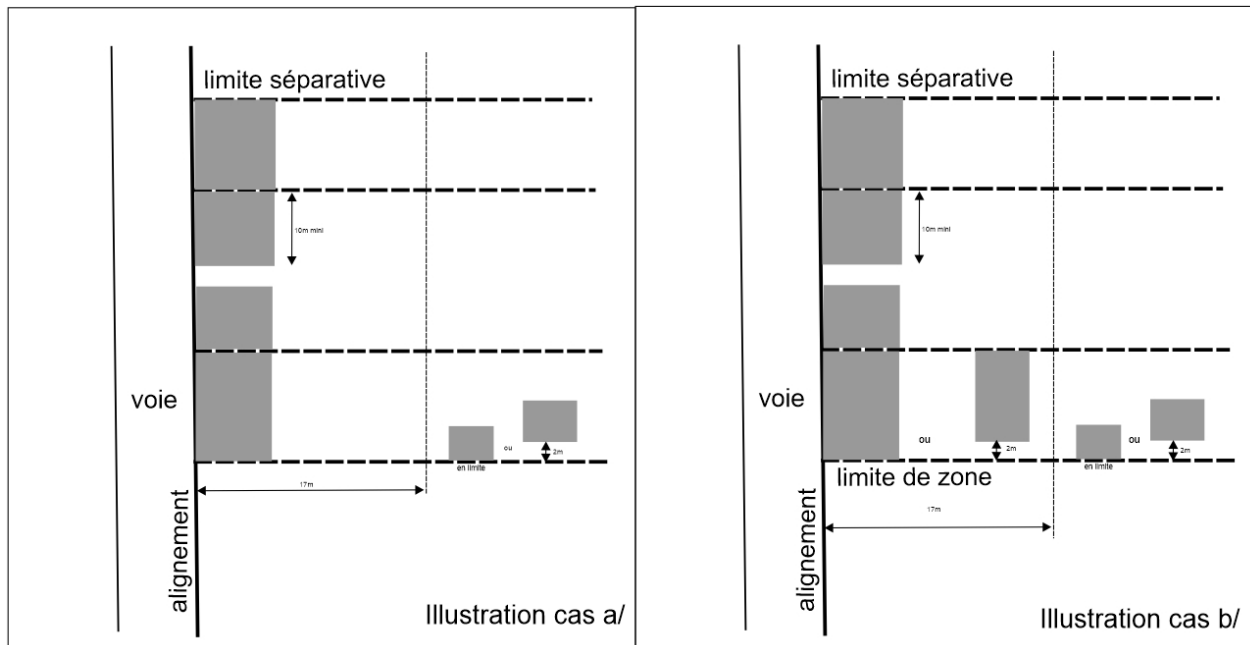 limite séparative
10m mini
voie
ou
2m
en limite
17m
alignement
Illustration cas a/
limite séparative
10m mini
voie
ou
ou
2m
2m
en limite
limite de zone
17m
alignement
Illustration cas b/